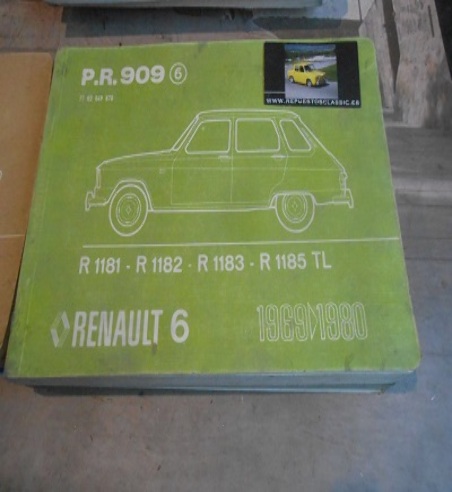 P.R. 909 6
WWW.REPUESTOSCLASSIC.ES
R 1181 - R 1182 - R 1183 - R 1185 TL
RENAULT 6
1969/1980